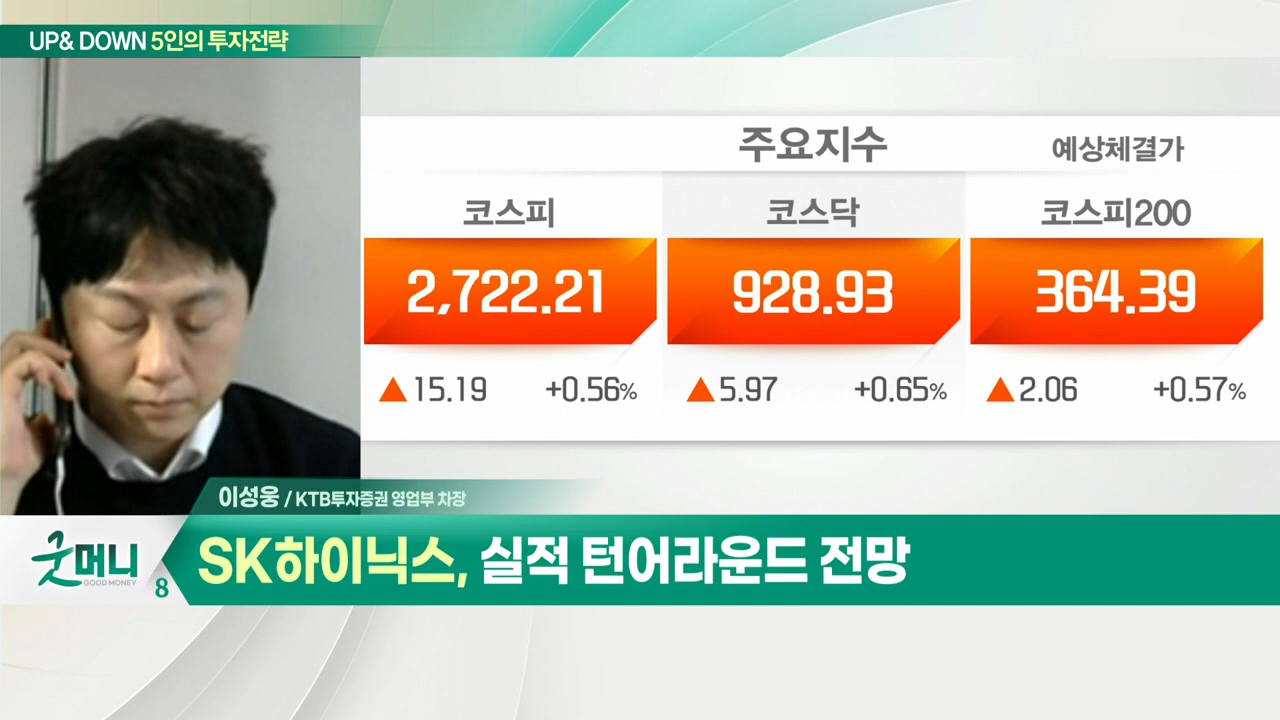 UP& DOWN 5인의 투자전략
주요지수
예상체결가
코스피
코스닥
코스피200
2,722.21
928.93
364.39
▲15.19 +0.56%
▲5.97 +0.65%
▲2.06 +0.57%
이성웅 / KTB투자증권 영업부 차장
굿머니
GOOD MONEY
8
SK하이닉스, 실적 턴어라운드 전망